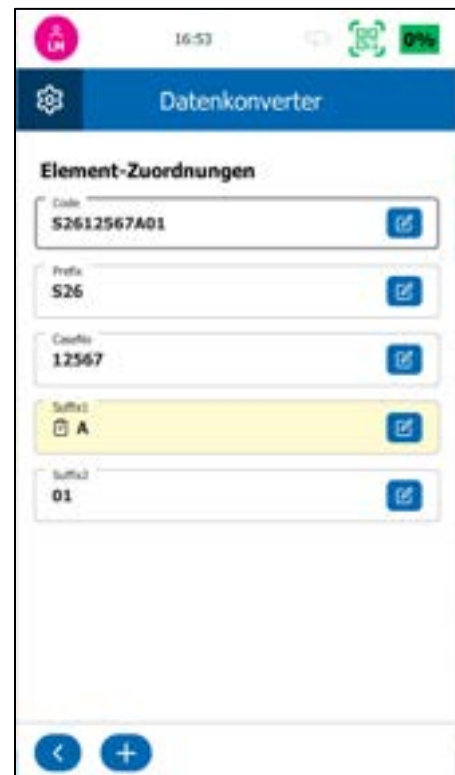 LM
16:53
0%
Datenkonverter
Element-Zuordnungen
Code
S2612567A01
Prefix
S26
CaseNo
12567
Suffix1
A
Suffix2
01